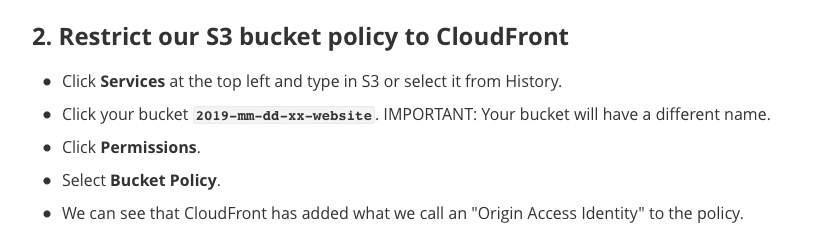 2. Restrict our S3 bucket policy to CloudFront
• Click Services at the top left and type in S3 or select it from History.
• Click your bucket 2019-mm-dd-xx-website. IMPORTANT: Your bucket will have a different name.
• Click Permissions.
• Select Bucket Policy.
• We can see that CloudFront has added what we call an "Origin Access Identity" to the policy.